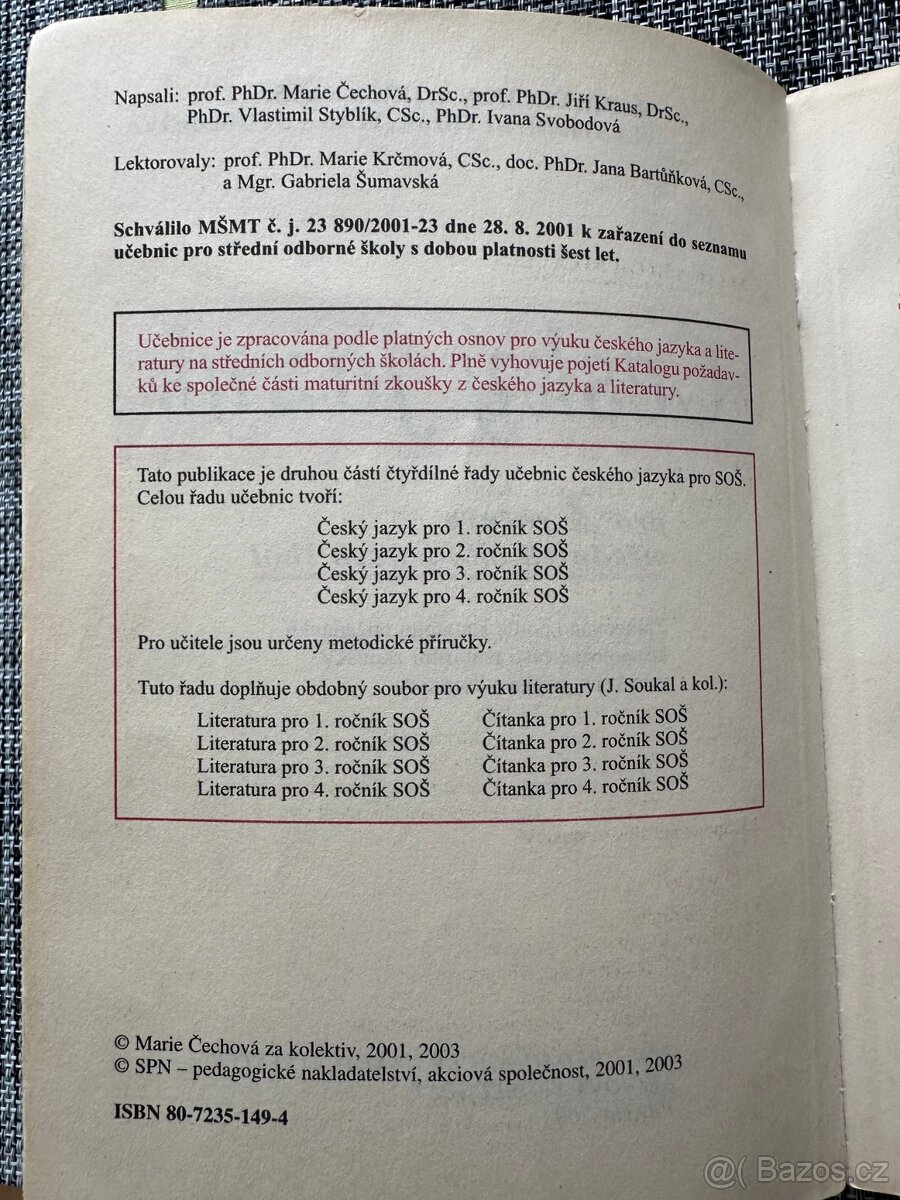 Napsali: prof. PhDr. Marie Čechová, DrSc., prof. PhDr. Jiří Kraus, DrSc.,
PhDr. Vlastimil Styblík, CSc., PhDr. Ivana Svobodová
Lektorovaly: prof. PhDr. Marie Krčmová, CSc., doc. PhDr. Jana Bartůňková, CSc.,
a Mgr. Gabriela Šumavská
Schválilo MŠMT č. j. 23 890/2001-23 dne 28. 8. 2001 k zařazení do seznamu
učebnic pro střední odborné školy s dobou platnosti šest let.
Učebnice je zpracována podle platných osnov pro výuku českého jazyka a lite-
ratury na středních odborných školách. Plně vyhovuje pojetí Katalogu požadav-
ků ke společné části maturitní zkoušky z českého jazyka a literatury.
Tato publikace je druhou částí čtyřdílné řady učebnic českého jazyka pro SOŠ.
Celou řadu učebnic tvoří:
Český jazyk pro 1. ročník SOŠ
Český jazyk pro 2. ročník SOŠ
Český jazyk pro 3. ročník SOŠ
Český jazyk pro 4. ročník SOŠ
Pro učitele jsou určeny metodické příručky.
Tuto řadu doplňuje obdobný soubor pro výuku literatury (J. Soukal a kol.):
Literatura pro 1. ročník SOŠ Čítanka pro 1. ročník SOŠ
Literatura pro 2. ročník SOŠ Čítanka pro 2. ročník SOŠ
Literatura pro 3. ročník SOŠ Čítanka pro 3. ročník SOŠ
Literatura pro 4. ročník SOŠ Čítanka pro 4. ročník SOŠ
© Marie Čechová za kolektiv, 2001, 2003
© SPN – pedagogické nakladatelství, akciová společnost, 2001, 2003
ISBN 80-7235-149-4
@( Bazos.cz